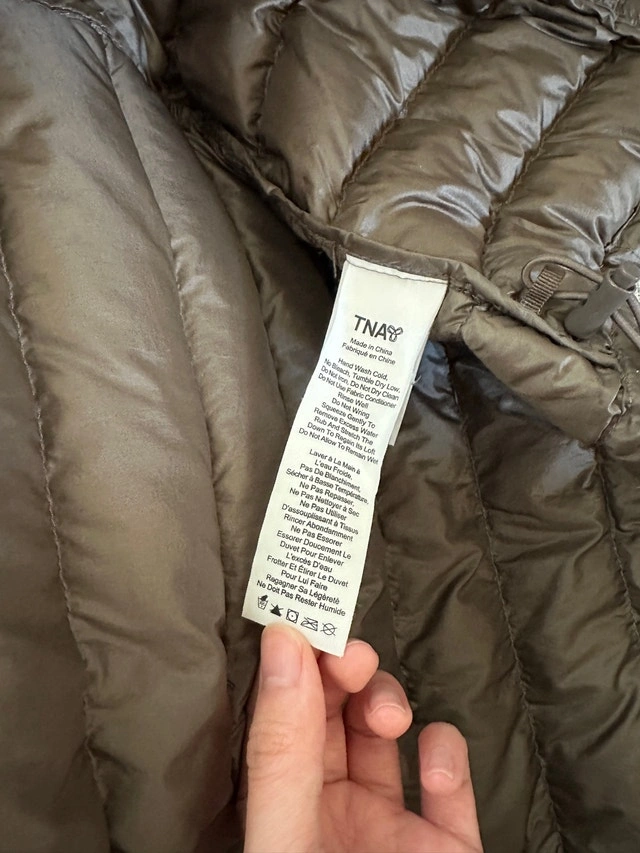 TNA
Made in China
Fabriqué en Chine
Hand Wash Cold,
No Bleach, Tumble Dry Low,
Do Not Iron, Do Not Dry Clean
Do Not Use Fabric Conditioner
Rinse Well
Do Not Wring
Squeeze Gently To
Remove Excess Water
Rub And Stretch The
Down To Regain Its Loft
Do Not Allow To Remain Wet
Laver à La Main à
L'eau Froide,
Pas De Blanchiment,
Sécher à Basse Température,
Ne Pas Repasser,
Ne Pas Nettoyer à Sec
Ne Pas Utiliser
D'assouplissant à Tissus
Rincer Abondamment
Ne Pas Essorer
Essorer Doucement Le
Duvet Pour Enlever
L'excès D'eau
Frotter Et Étirer Le Duvet
Pour Lui Faire
Ragagner Sa Légèreté
Ne Doit Pas Rester Humide